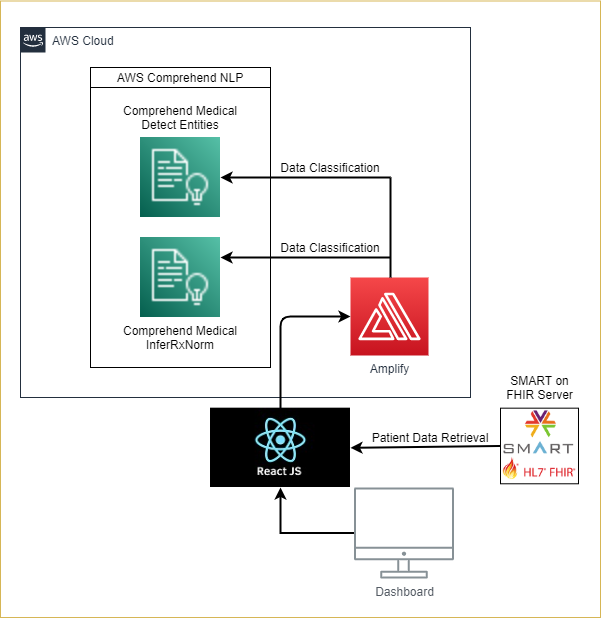 aws
AWS Cloud
AWS Comprehend NLP
Comprehend Medical
Detect Entities
Data Classification
Data Classification
Comprehend Medical
InferRxNorm
Amplify
SMART on
FHIR Server
React JS
Patient Data Retrieval
SMART
HL7® FHIR®
Dashboard